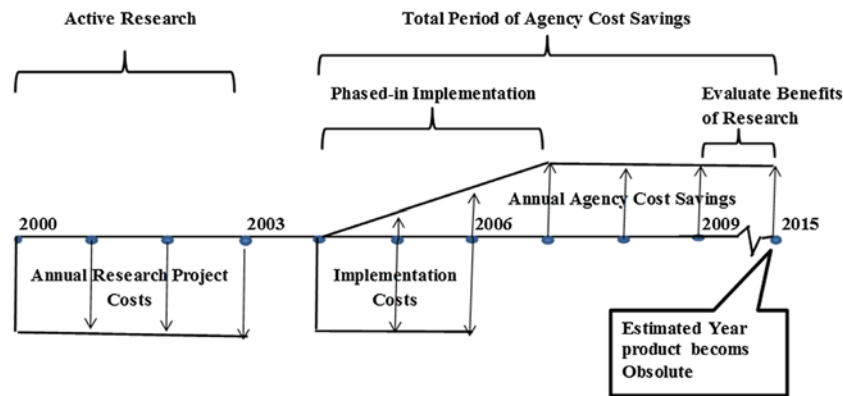 Active Research
Total Period of Agency Cost Savings
Phased-in Implementation
Evaluate Benefits
of Research
Annual Agency Cost Savings
2000
2003
2006
2009
2015
Annual Research Project
Costs
Implementation
Costs
Estimated Year
product becoms
Obsolute